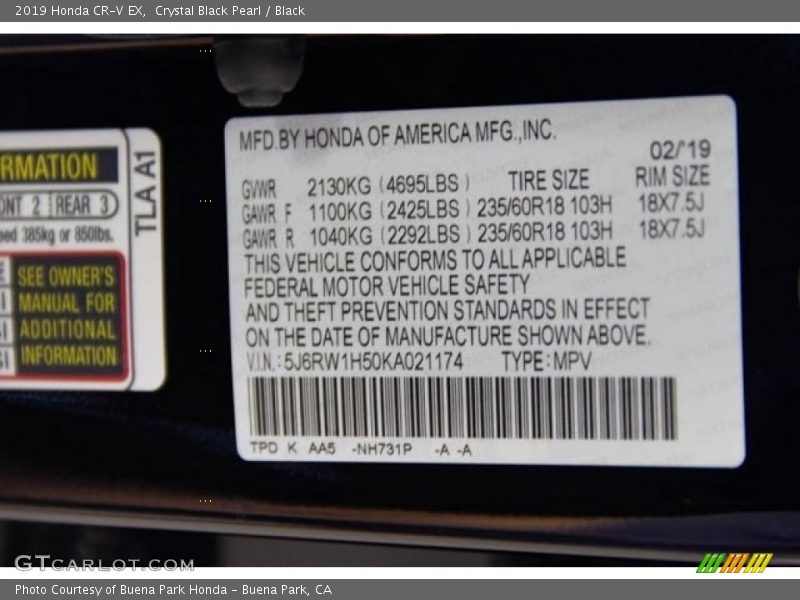 2019 Honda CR-V EX,  Crystal Black Pearl / Black
MFD.BY HONDA OF AMERICA MFG.,INC.
02/'19
GVWR 2130KG (4695LBS) TIRE SIZE RIM SIZE
GAWR F 1100KG (2425LBS) 235/60R18 103H 18X7.5J
GAWR R 1040KG (2292LBS) 235/60R18 103H 18X7.5J
THIS VEHICLE CONFORMS TO ALL APPLICABLE
FEDERAL MOTOR VEHICLE SAFETY
AND THEFT PREVENTION STANDARDS IN EFFECT
ON THE DATE OF MANUFACTURE SHOWN ABOVE.
V.I.N.:5J6RW1H50KA021174 TYPE:MPV
TPD K AA5 -NH731P -A -A
RMATION
ONT 2 REAR 3
eed 385kg or 850lbs.
SEE OWNER'S
MANUAL FOR
ADDITIONAL
INFORMATION
TLA A1
GTCARLOT.COM
Photo Courtesy of Buena Park Honda – Buena Park, CA